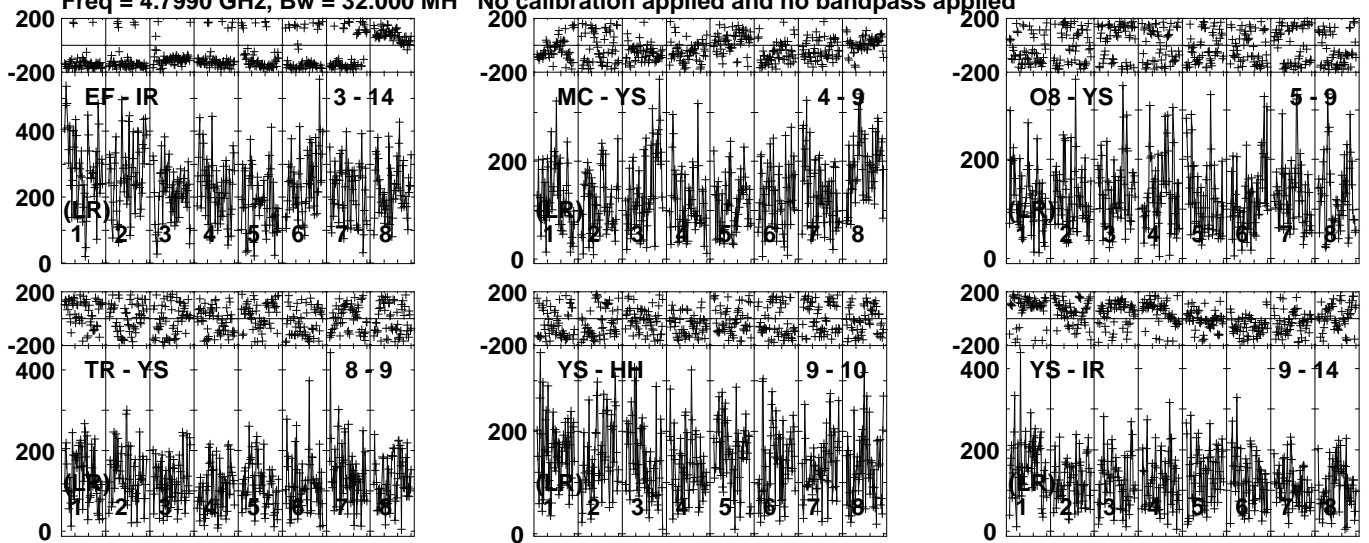 Freq = 4.7990 GHz, Bw = 32.000 MH No calibration applied and no bandpass applied
200
-200
EF - IR 3 - 14
400
200
(LR)
1 2 3 4 5 6 7 8
0
MC - YS 4 - 9
200
(LR)
1 2 3 4 5 6 7 8
0
200
-200
O8 - YS 5 - 9
200
(LR)
1 2 3 4 5 6 7 8
0
200
-200
TR - YS 8 - 9
400
200
(LR)
1 2 3 4 5 6 7 8
0
YS - HH 9 - 10
200
(LR)
1 2 3 4 5 6 7 8
0
200
-200
YS - IR 9 - 14
400
200
(LR)
1 2 3 4 5 6 7 8
0